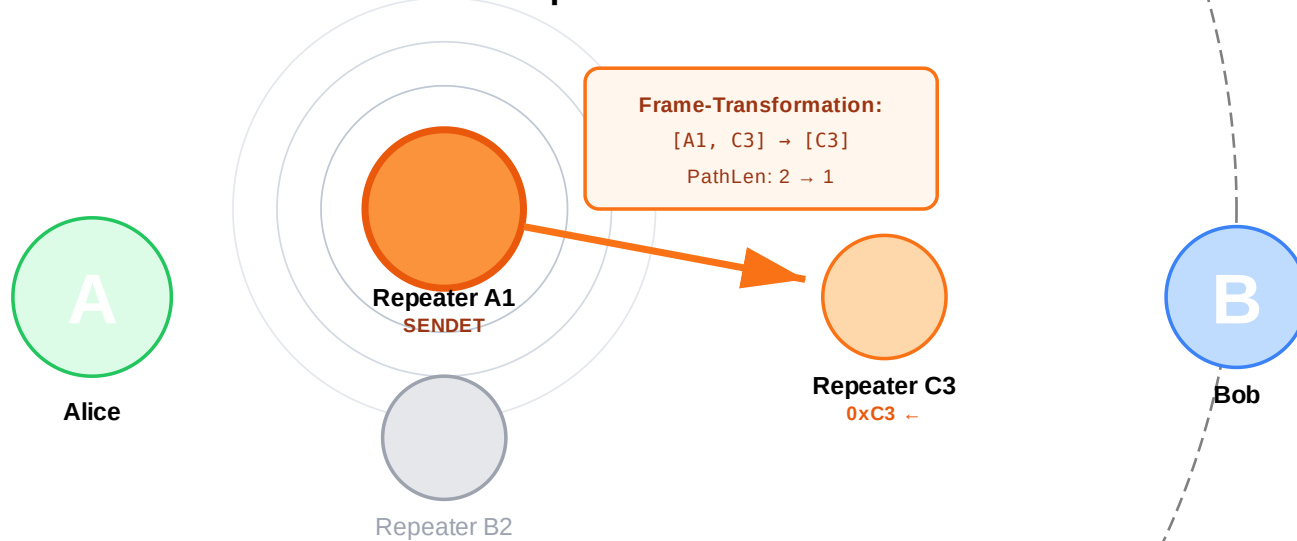 Frame-Transformation:
[A1, C3] → [C3]
PathLen: 2 → 1
A
B
Repeater A1
SENDET
Repeater C3
0xC3 ←
Alice
Bob
Repeater B2